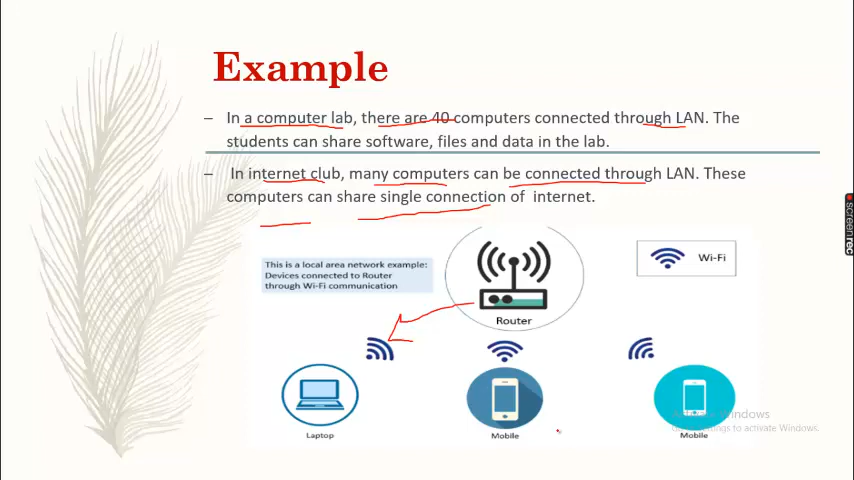 Example
– In a computer lab, there are 40 computers connected through LAN. The
students can share software, files and data in the lab.
– In internet club, many computers can be connected through LAN. These
computers can share single connection of internet.
This is a local area network example:
Devices connected to Router
through Wi-Fi communication
Router
Wi-Fi
Laptop
Mobile
Mobile
Windows
to activate Windows.
screenrec